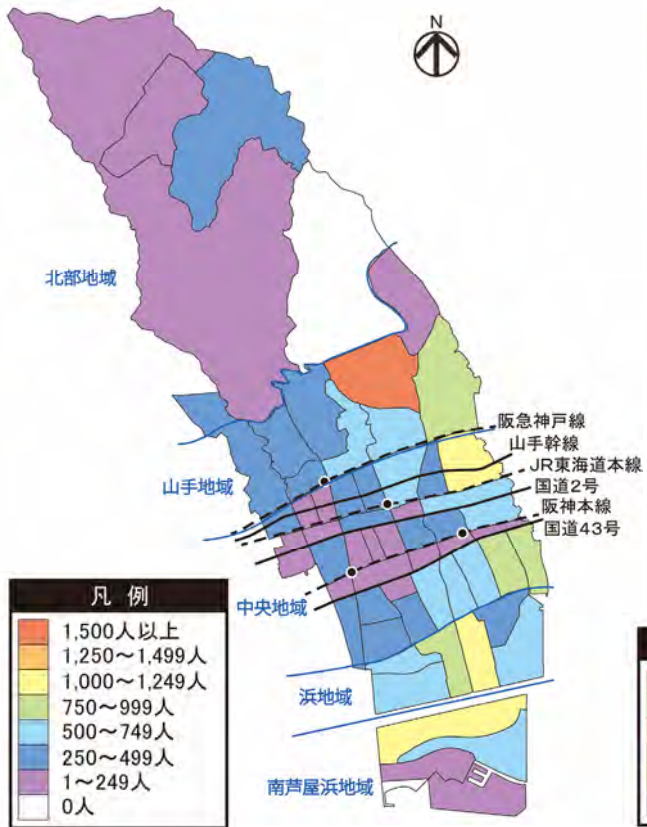 N
北部地域
阪急神戸線
山手幹線
JR東海道本線
山手地域
国道2号
阪神本線
国道43号
凡 例
1,500人以上
1,250～1,499人
1,000～1,249人
750～999人
500～749人
250～499人
1～249人
0人
中央地域
浜地域
南芦屋浜地域